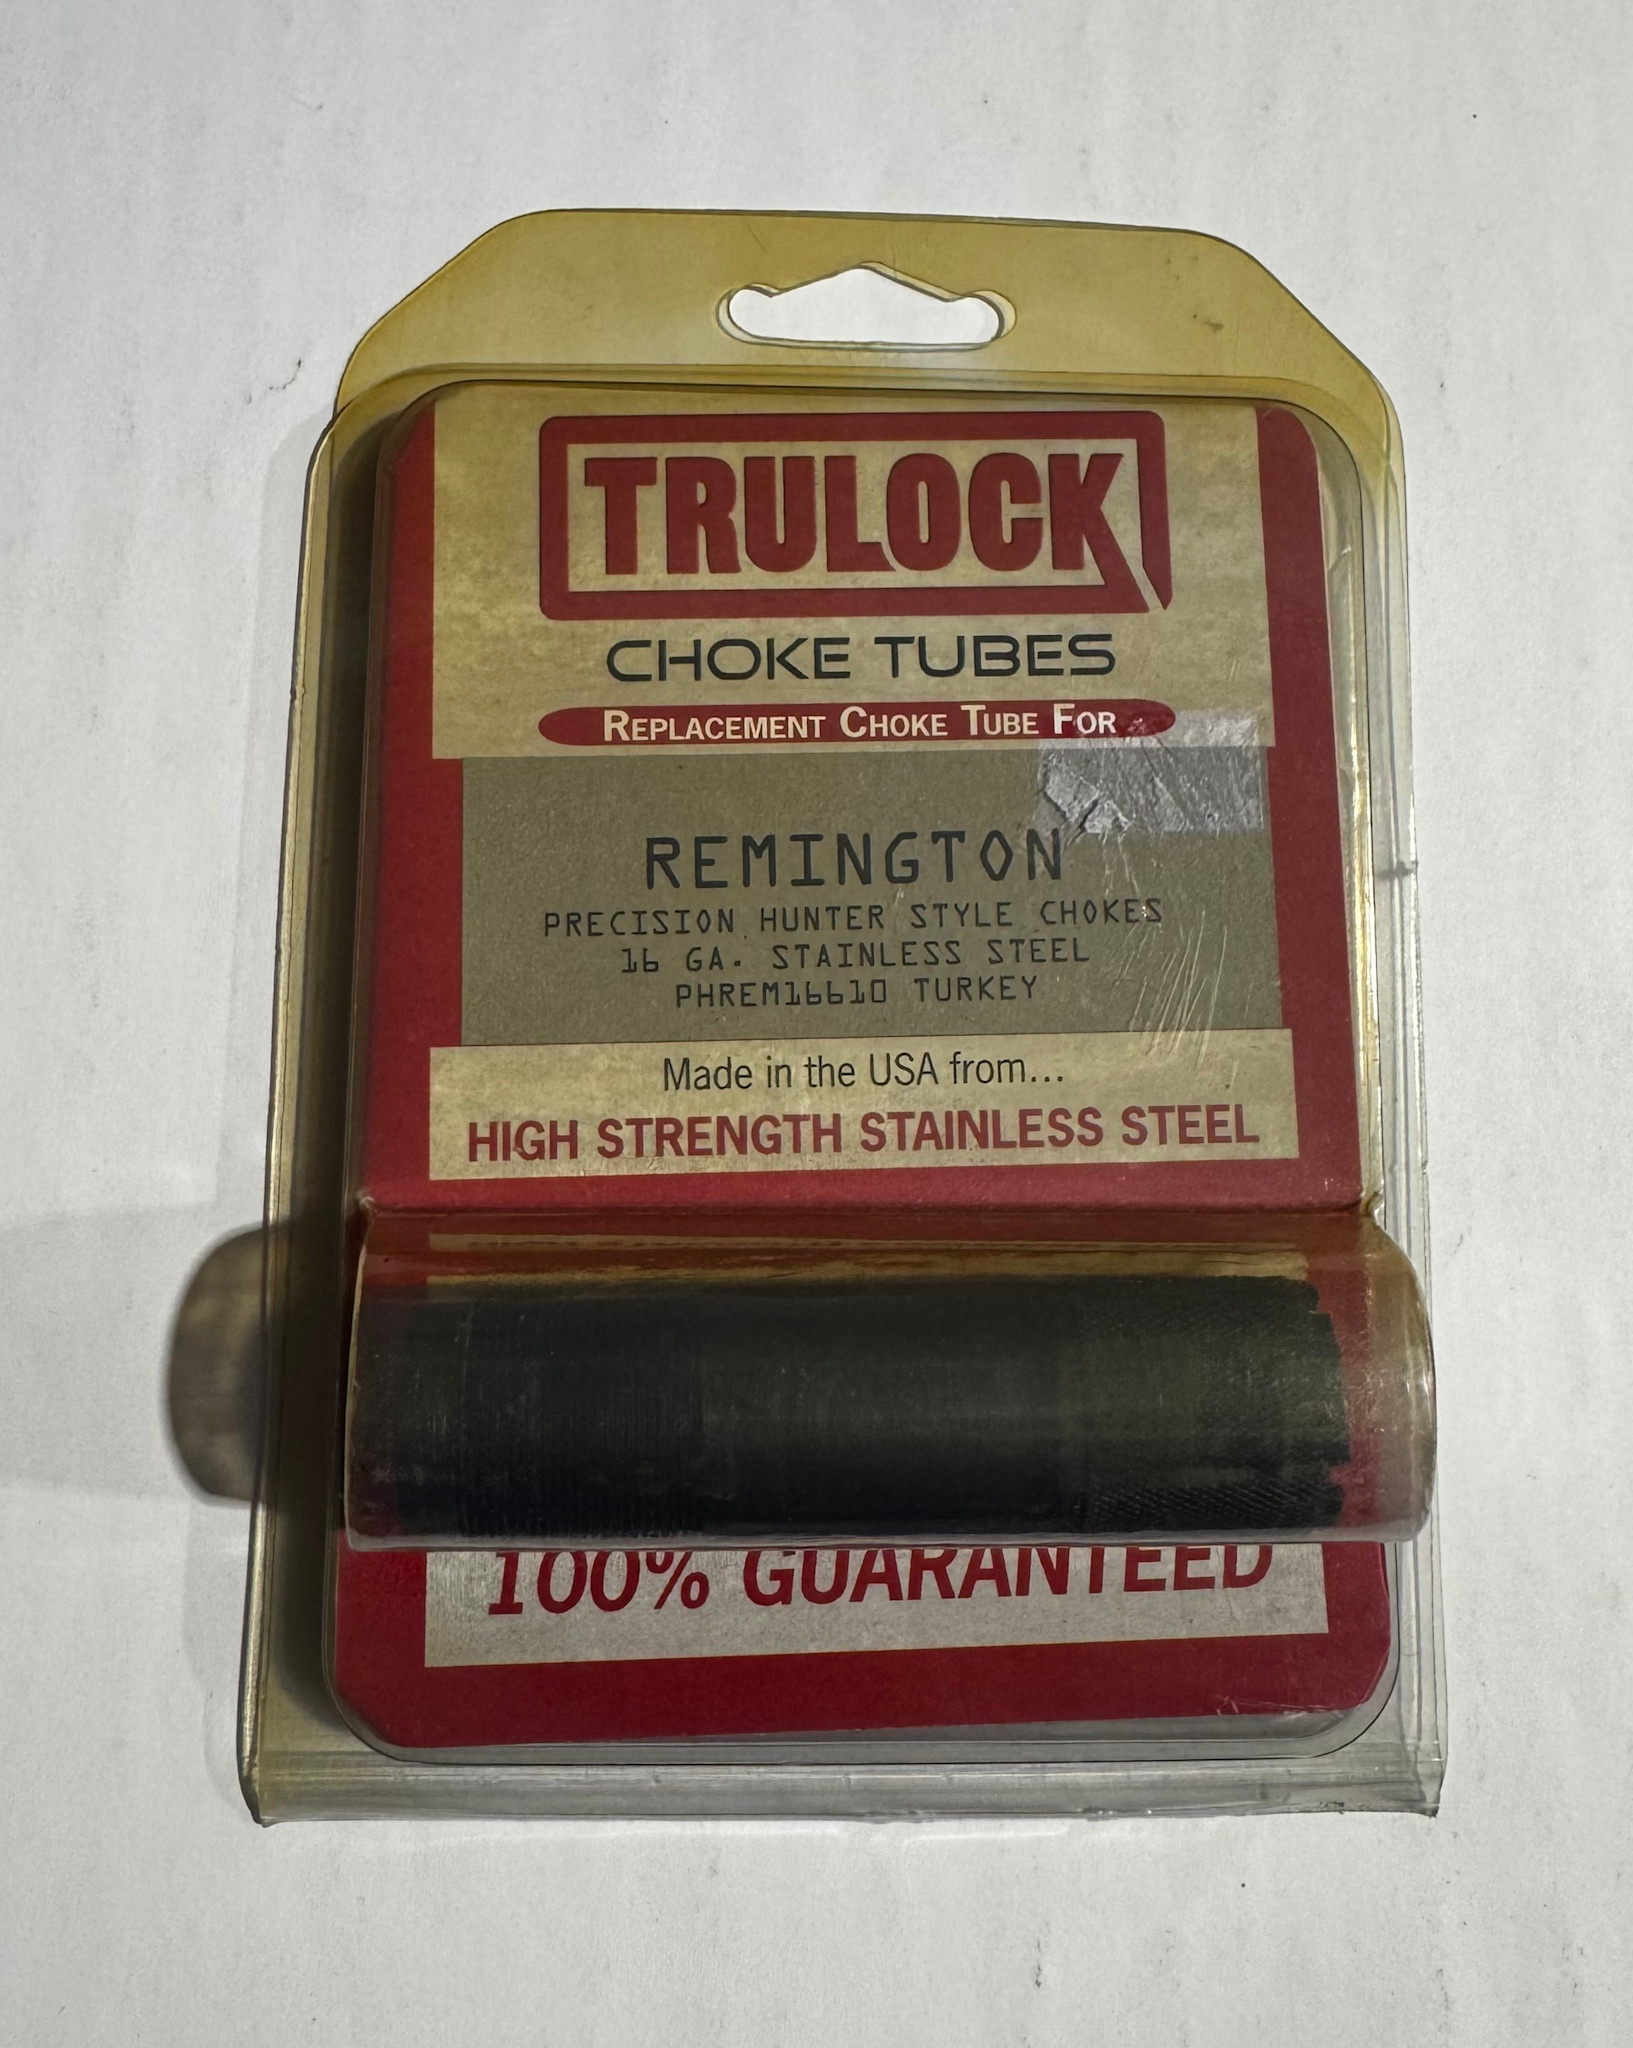 TRULOCK
CHOKE TUBES
REPLACEMENT CHOKE TUBE FOR
REMINGTON
PRECISION HUNTER STYLE CHOKES
16 GA. STAINLESS STEEL
PHREM16610 TURKEY
Made in the USA from...
HIGH STRENGTH STAINLESS STEEL
100% GUARANTEED